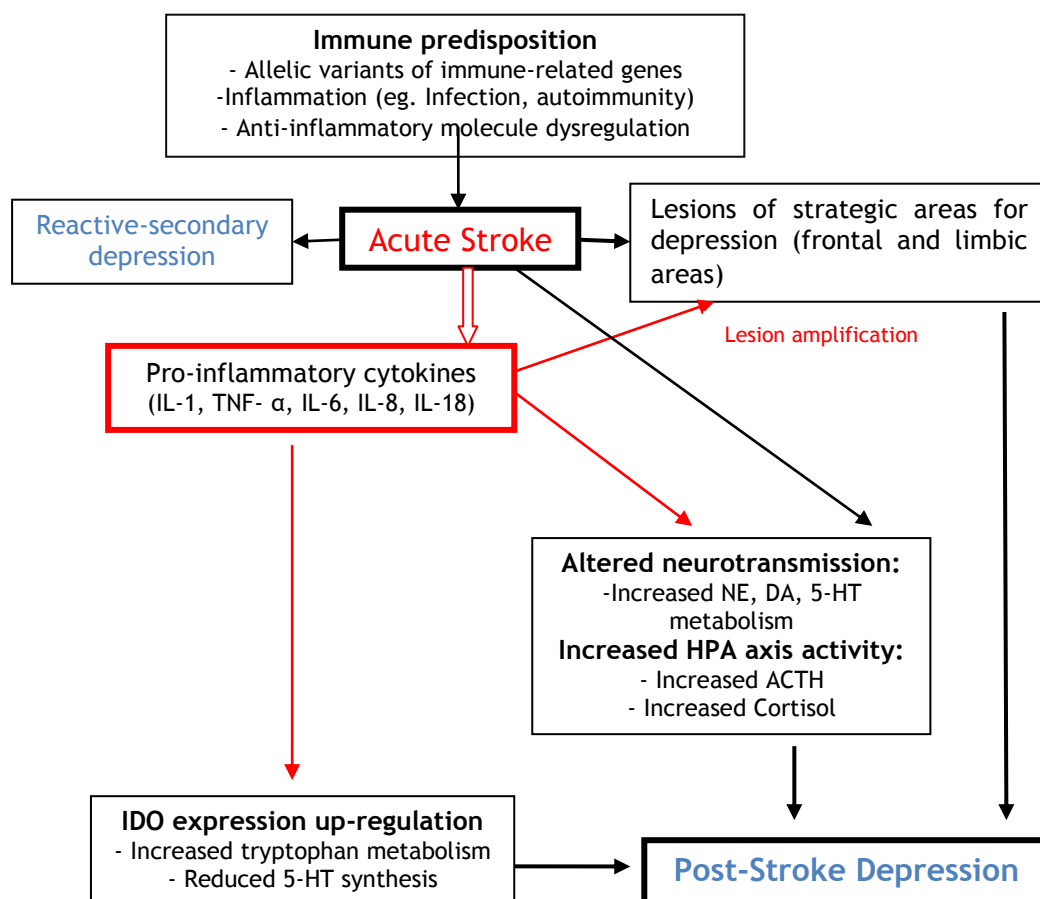 Immune predisposition
- Allelic variants of immune-related genes
-Inflammation (eg. Infection, autoimmunity)
- Anti-inflammatory molecule dysregulation
Reactive-secondary
depression
Acute Stroke
Lesions of strategic areas for
depression (frontal and limbic
areas)
Lesion amplification
Pro-inflammatory cytokines
(IL-1, TNF- α, IL-6, IL-8, IL-18)
Altered neurotransmission:
-Increased NE, DA, 5-HT
metabolism
Increased HPA axis activity:
- Increased ACTH
- Increased Cortisol
IDO expression up-regulation
- Increased tryptophan metabolism
- Reduced 5-HT synthesis
Post-Stroke Depression